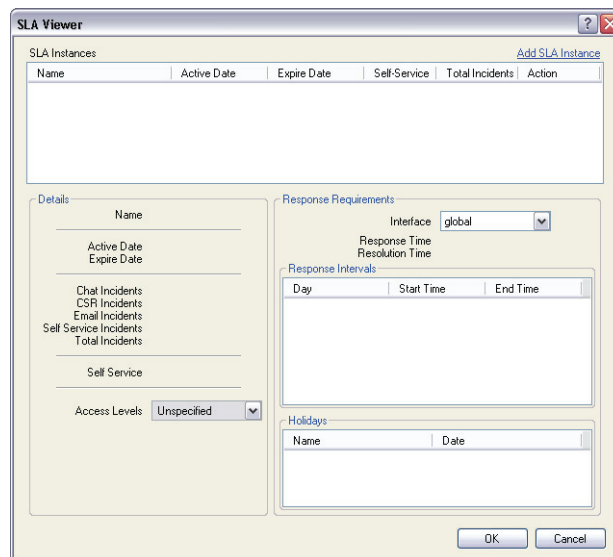 SLA Viewer
SLA Instances Add SLA Instance
Name Active Date Expire Date Self-Service Total Incidents Action
Details
Name
Active Date
Expire Date
Chat Incidents
CSR Incidents
Email Incidents
Self Service Incidents
Total Incidents
Self Service
Access Levels Unspecified
Response Requirements
Interface global
Response Time
Resolution Time
Response Intervals
Day Start Time End Time
Holidays
Name Date
OK Cancel